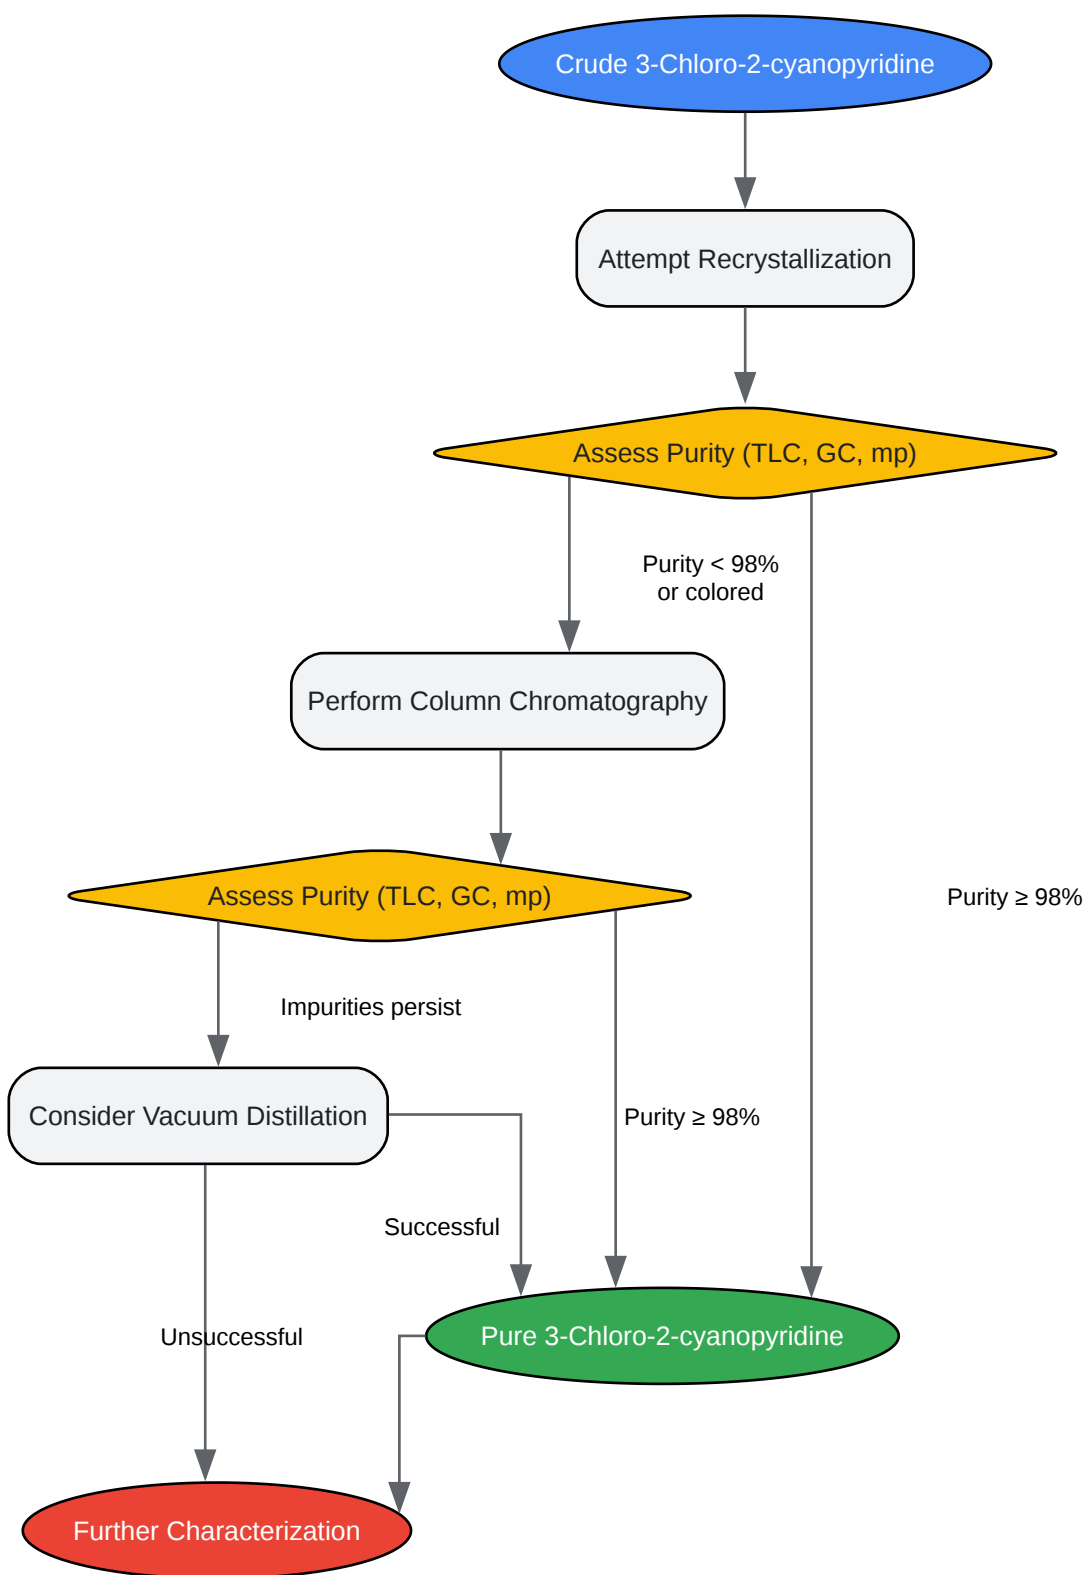 Crude 3-Chloro-2-cyanopyridine
Attempt Recrystallization
Assess Purity (TLC, GC, mp)
Purity < 98%
or colored
Perform Column Chromatography
Assess Purity (TLC, GC, mp)
Purity ≥ 98%
Impurities persist
Consider Vacuum Distillation
Purity ≥ 98%
Successful
Unsuccessful
Pure 3-Chloro-2-cyanopyridine
Further Characterization